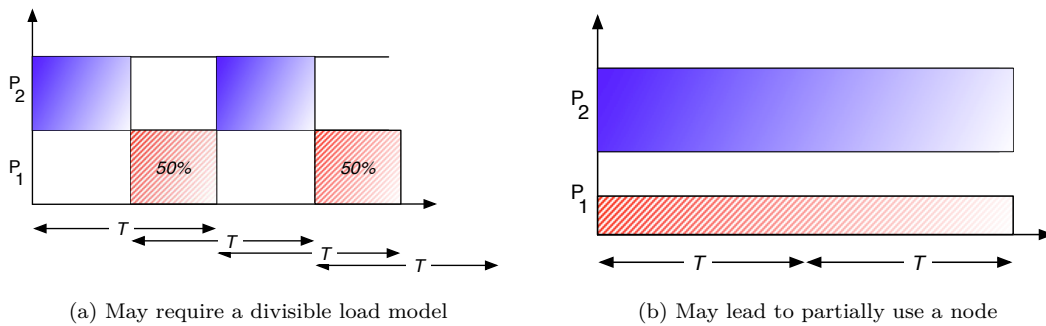 P2
50%
50%
P1
T
T
T
T
(a) May require a divisible load model
P2
P1
T
T
(b) May lead to partially use a node